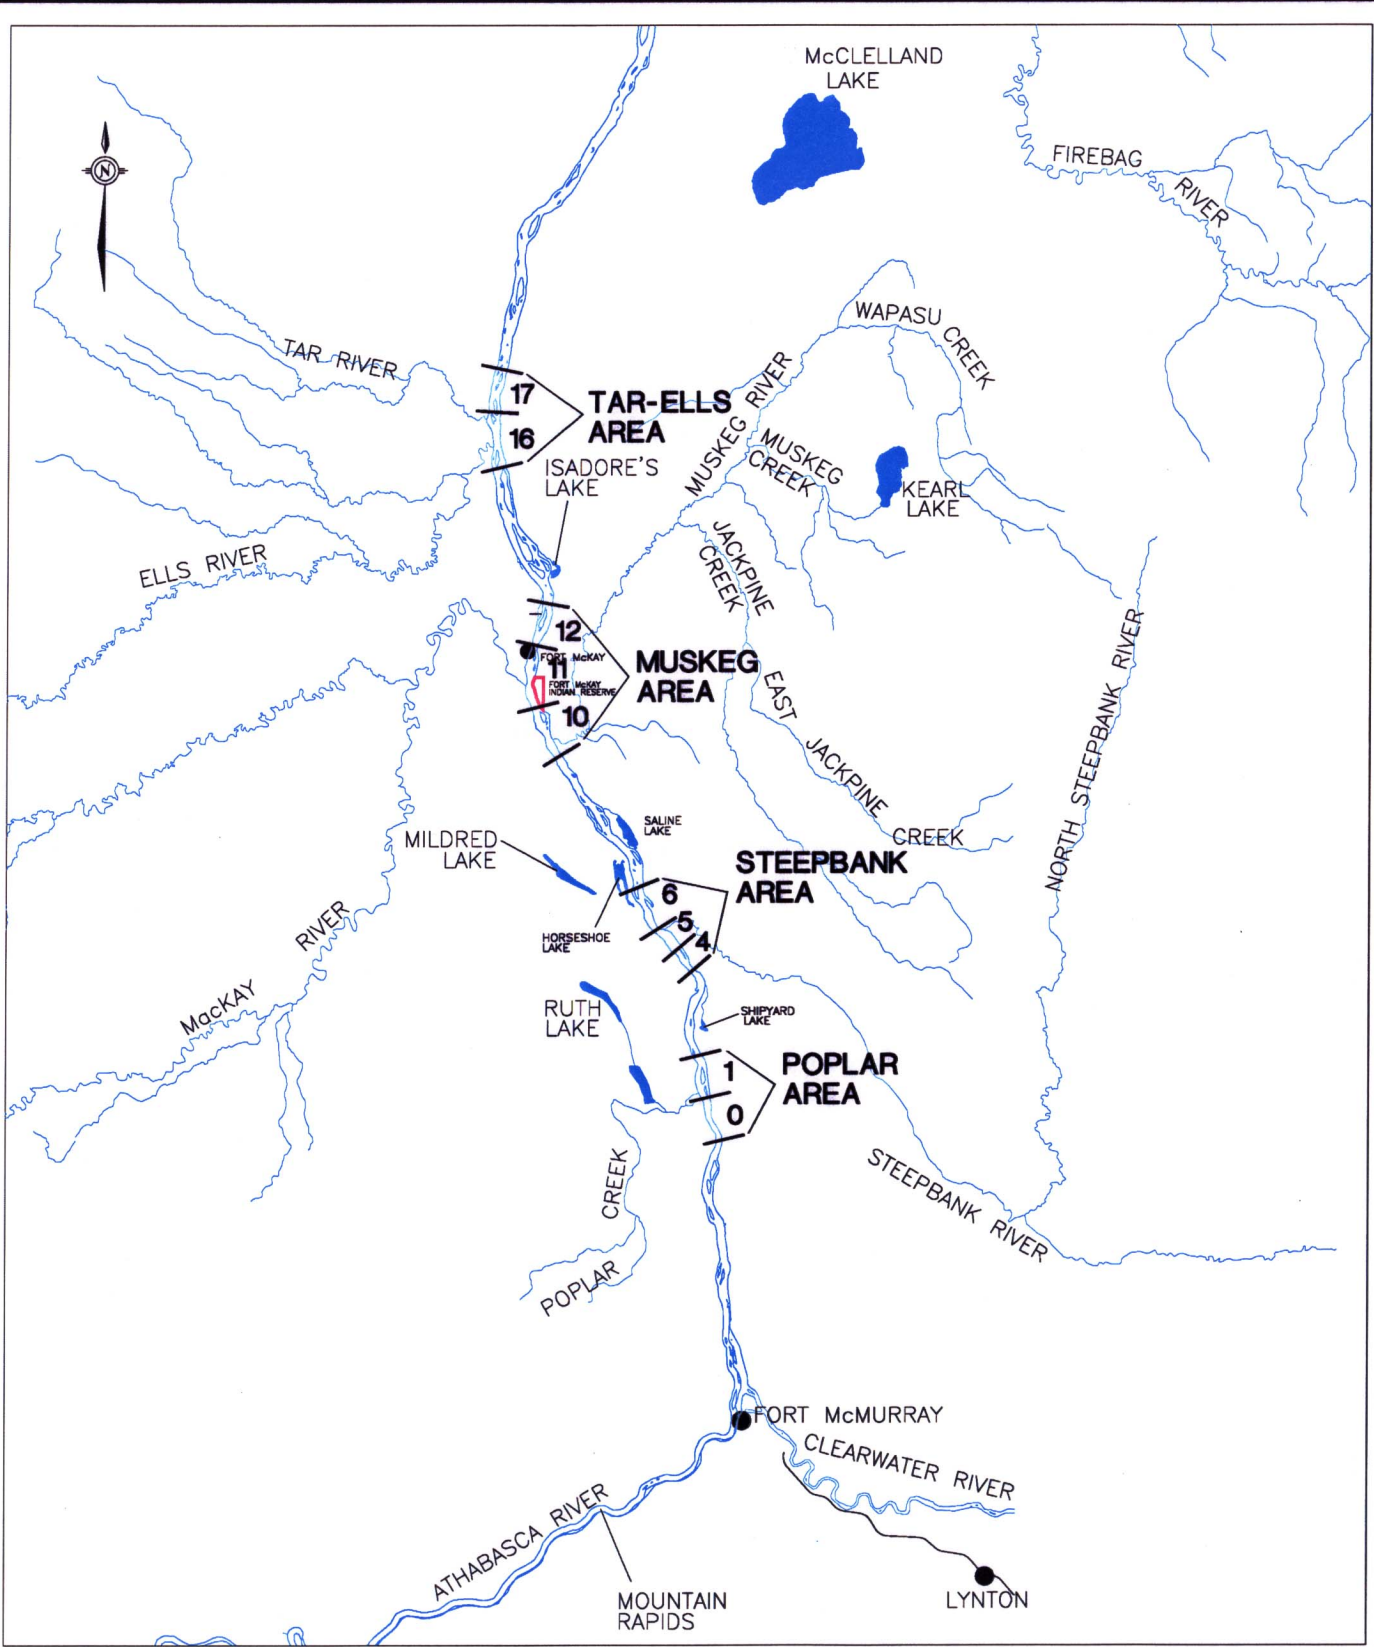 McCLELLAND
LAKE
N
FIREBAG
RIVER
WAPASU
CREEK
TAR RIVER
17
16
TAR-ELLS
AREA
MUSKEG RIVER
MUSKEG
CREEK
ISADORE'S
LAKE
KEARL
LAKE
JACKPINE
CREEK
ELLS RIVER
12
FORT McKAY
11
FORT McKAY
INDIAN RESERVE
10
MUSKEG
AREA
EAST
JACKPINE
CREEK
NORTH STEEPBANK RIVER
SALINE
LAKE
MILDRED
LAKE
STEEPBANK
AREA
6
5
4
HORSESHOE
LAKE
MacKAY
RIVER
RUTH
LAKE
SHIPYARD
LAKE
1
0
POPLAR
AREA
POPLAR
CREEK
STEEPBANK RIVER
FORT McMURRAY
CLEARWATER RIVER
ATHABASCA RIVER
MOUNTAIN
RAPIDS
LYNTON